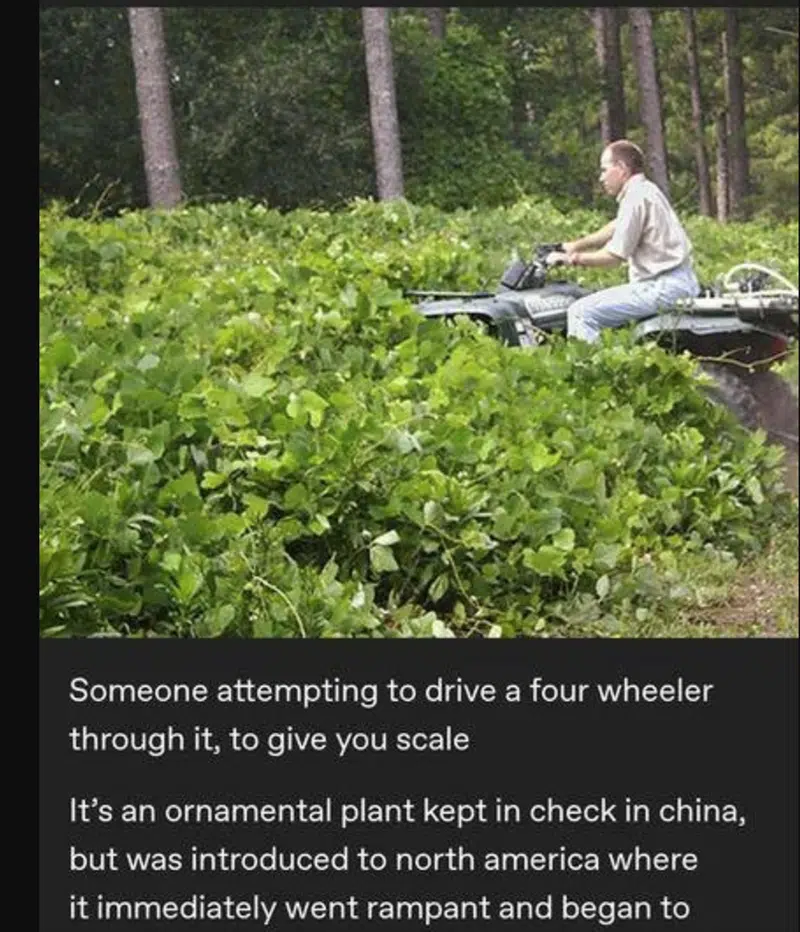 Someone attempting to drive a four wheeler
through it, to give you scale
It's an ornamental plant kept in check in china,
but was introduced to north america where
it immediately went rampant and began to